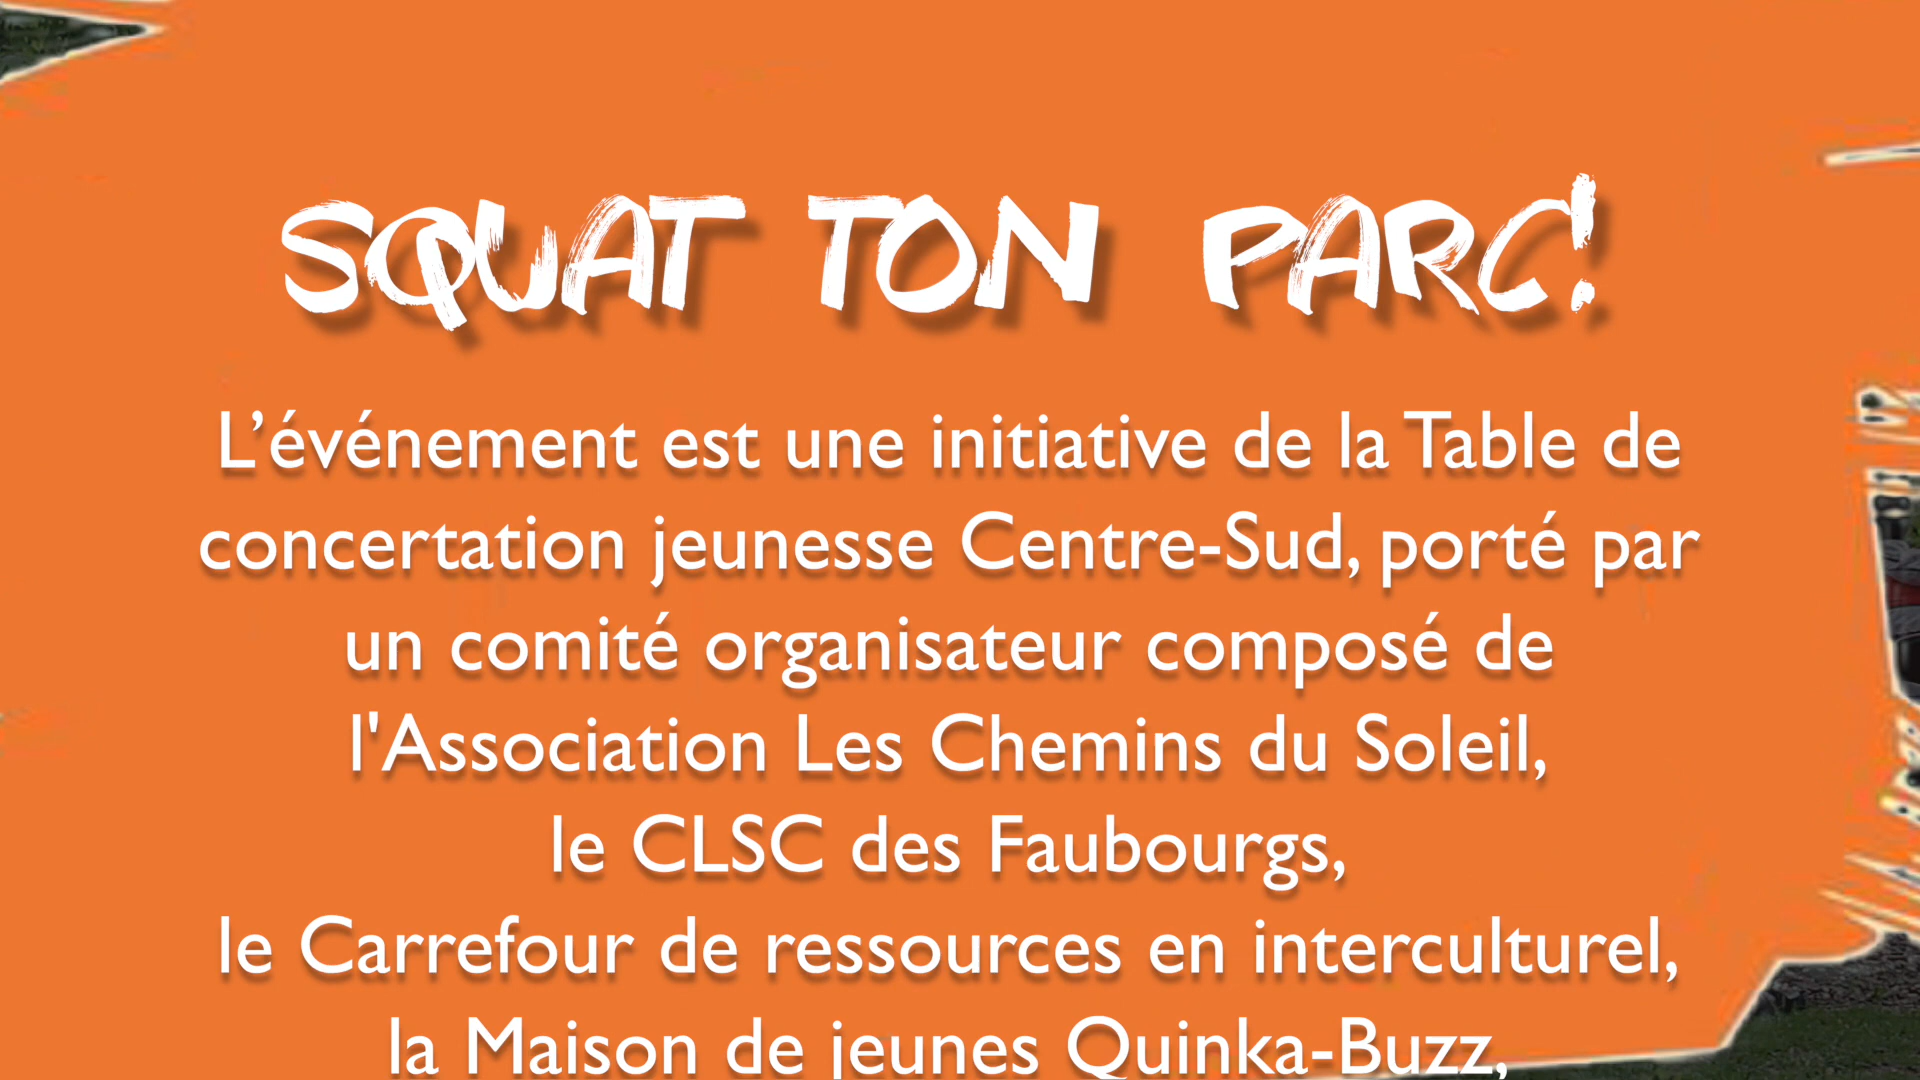 SQUAT TON PARC!
L’événement est une initiative de la Table de
concertation jeunesse Centre-Sud, porté par
un comité organisateur composé de
l'Association Les Chemins du Soleil,
le CLSC des Faubourgs,
le Carrefour de ressources en interculturel,
la Maison de jeunes Quinka-Buzz,